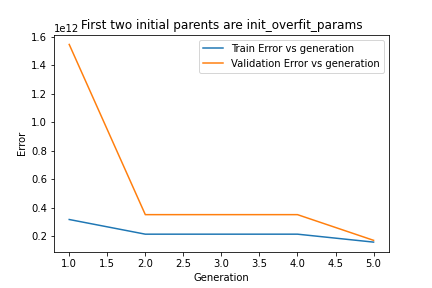 First two initial parents are init_overfit_params
1e12
Train Error vs generation
Validation Error vs generation
1.6
1.4
1.2
1.0
0.8
0.6
0.4
0.2
Error
1.0 1.5 2.0 2.5 3.0 3.5 4.0 4.5 5.0
Generation